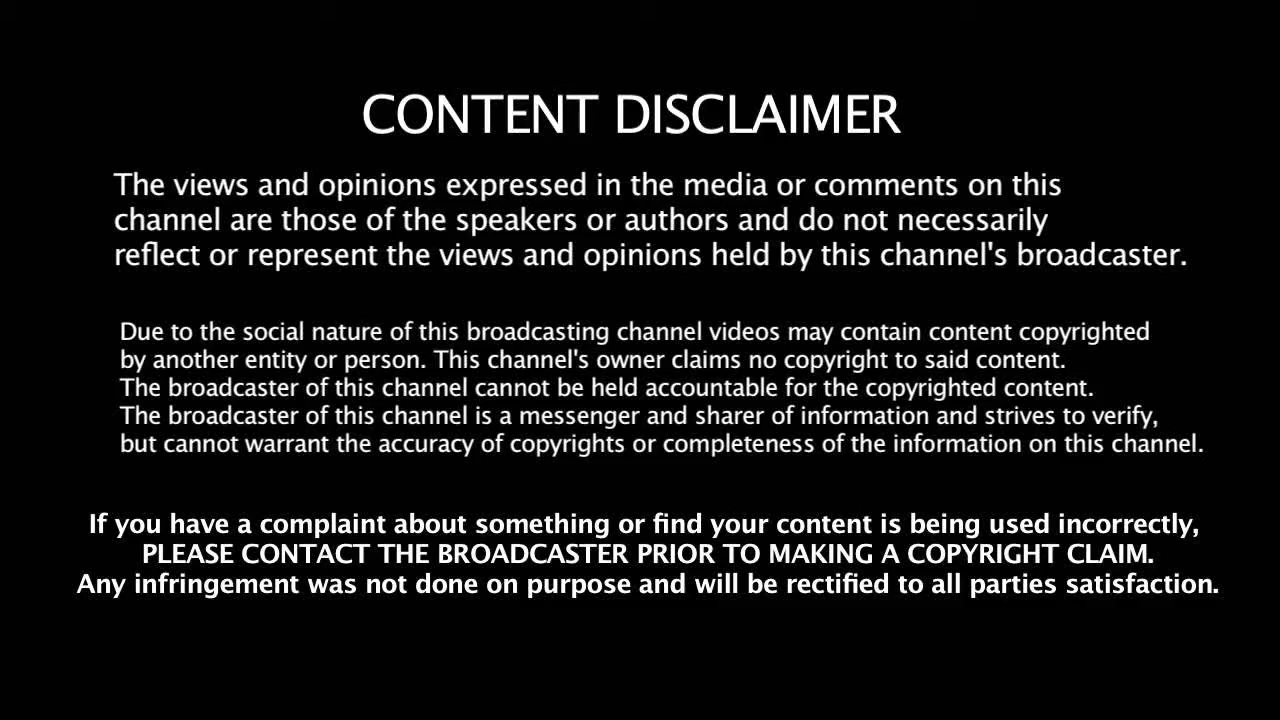 CONTENT DISCLAIMER
The views and opinions expressed in the media or comments on this
channel are those of the speakers or authors and do not necessarily
reflect or represent the views and opinions held by this channel's broadcaster.
Due to the social nature of this broadcasting channel videos may contain content copyrighted
by another entity or person. This channel's owner claims no copyright to said content.
The broadcaster of this channel cannot be held accountable for the copyrighted content.
The broadcaster of this channel is a messenger and sharer of information and strives to verify,
but cannot warrant the accuracy of copyrights or completeness of the information on this channel.
If you have a complaint about something or find your content is being used incorrectly,
PLEASE CONTACT THE BROADCASTER PRIOR TO MAKING A COPYRIGHT CLAIM.
Any infringement was not done on purpose and will be rectified to all parties satisfaction.